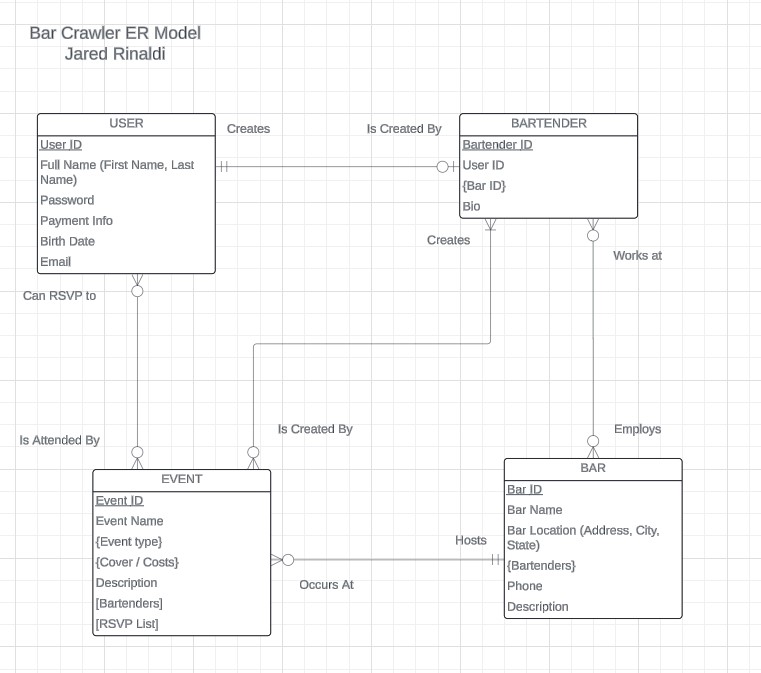 Bar Crawler ER Model
Jared Rinaldi
USER
User ID
Full Name (First Name, Last
Name)
Password
Payment Info
Birth Date
Email
Creates
Is Created By
BARTENDER
Bartender ID
User ID
{Bar ID}
Bio
Creates
Works at
Can RSVP to
Is Attended By
Is Created By
Employs
EVENT
Event ID
Event Name
{Event type}
{Cover / Costs}
Description
[Bartenders]
[RSVP List]
Hosts
Occurs At
BAR
Bar ID
Bar Name
Bar Location (Address, City,
State)
{Bartenders}
Phone
Description